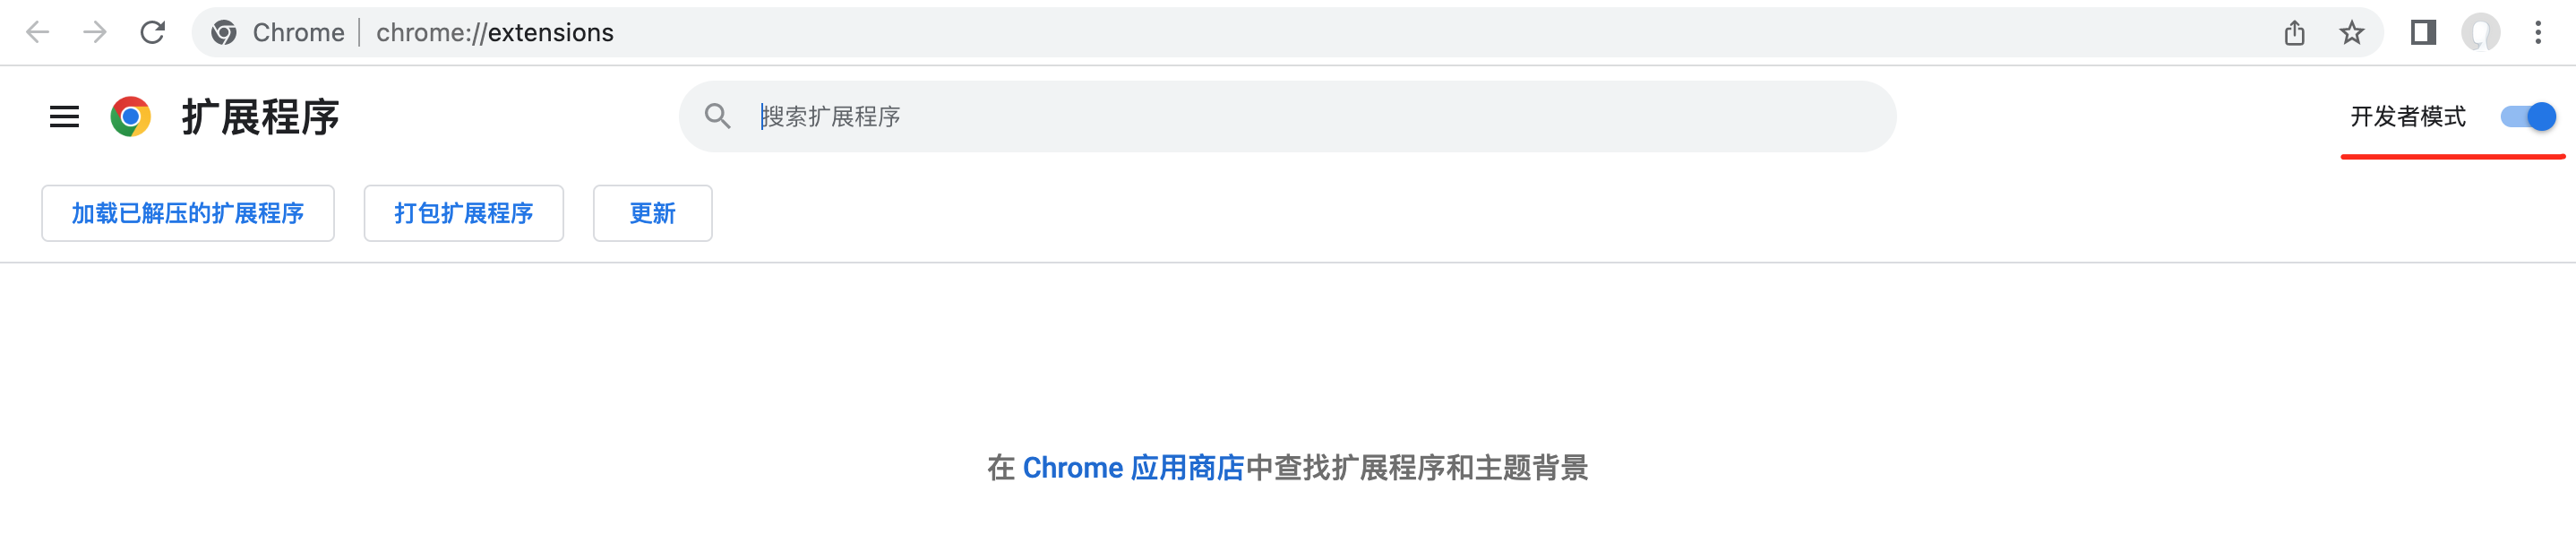 Chrome chrome://extensions
扩展程序
搜索扩展程序
开发者模式
加载已解压的扩展程序 打包扩展程序 更新
在 Chrome 应用商店中查找扩展程序和主题背景